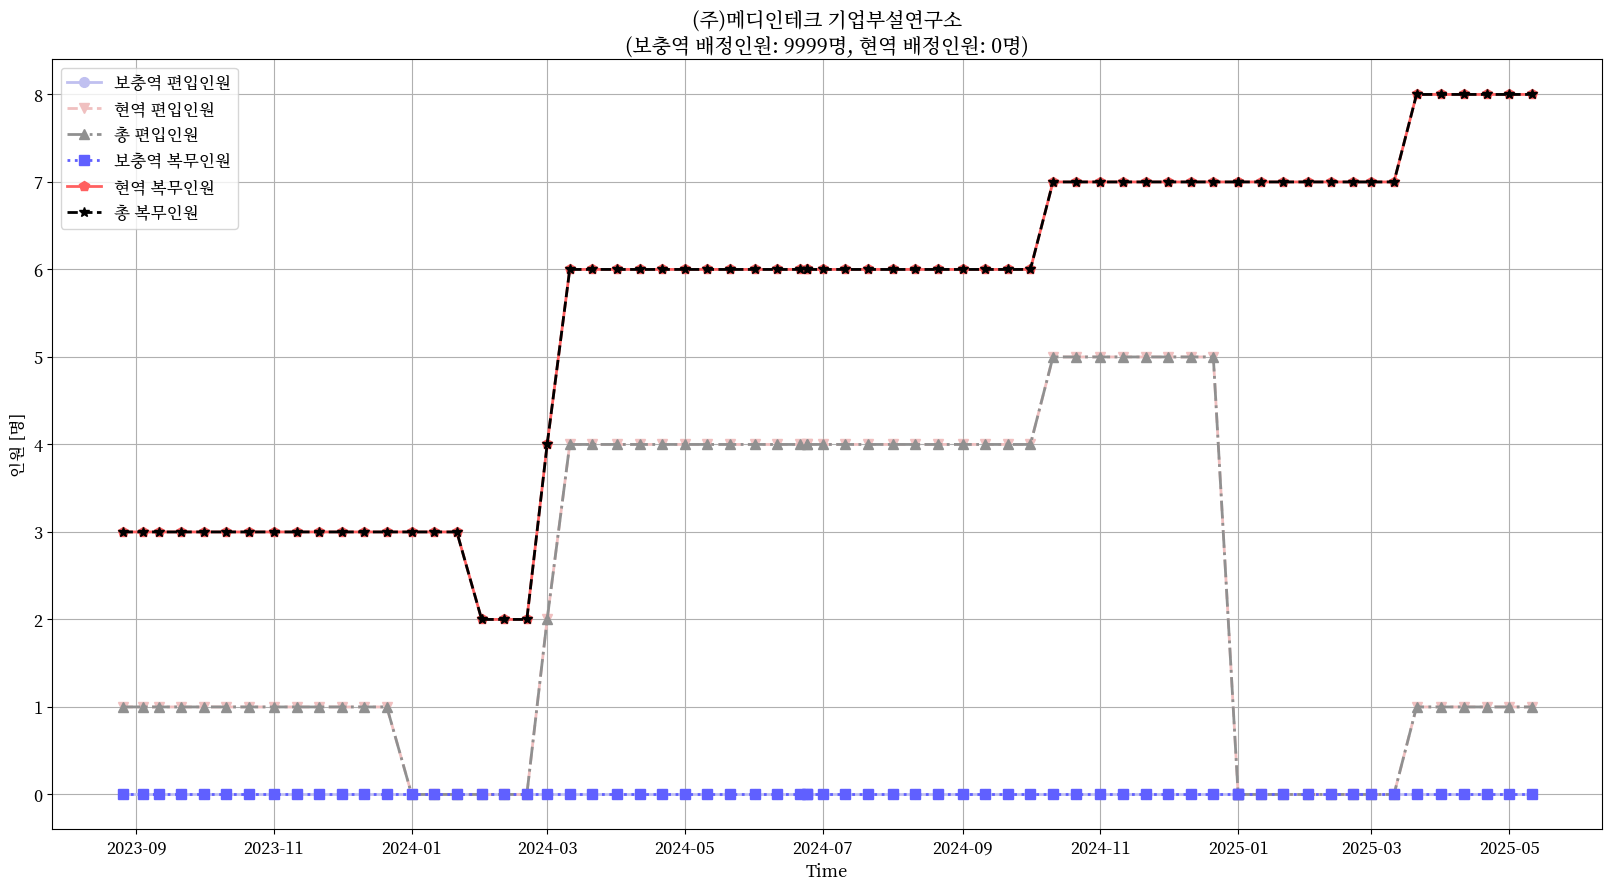 (주)메디인테크 기업부설연구소
(보충역 배정인원: 9999명, 현역 배정인원: 0명)
보충역 편입인원
현역 편입인원
총 편입인원
보충역 복무인원
현역 복무인원
총 복무인원
8
7
6
5
4
3
2
1
0
인원 [명]
2023-09
2023-11
2024-01
2024-03
2024-05
2024-07
2024-09
2024-11
2025-01
2025-03
2025-05
Time